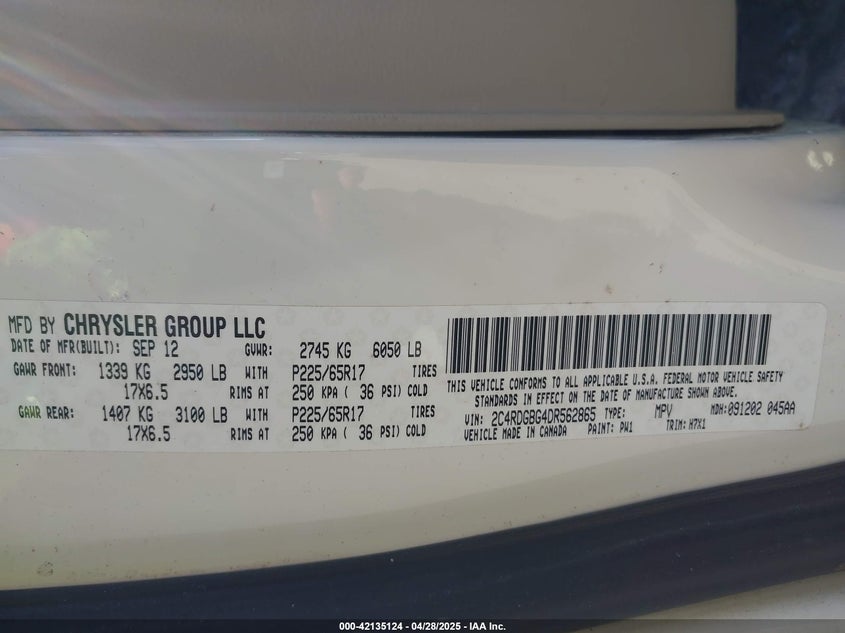 MFD BY CHRYSLER GROUP LLC
DATE OF MFR(BUILT): SEP 12 GVWR: 2745 KG 6050 LB
GAWR FRONT: 1339 KG 2950 LB WITH P225/65R17 TIRES
17X6.5 RIMS AT 250 KPA ( 36 PSI) COLD
GAWR REAR: 1407 KG 3100 LB WITH P225/65R17 TIRES
17X6.5 RIMS AT 250 KPA ( 36 PSI) COLD
THIS VEHICLE CONFORMS TO ALL APPLICABLE U.S.A. FEDERAL MOTOR VEHICLE SAFETY
STANDARDS IN EFFECT ON THE DATE OF MANUFACTURE SHOWN ABOVE.
VIN: 2C4RDGBG4DR562865 TYPE: MPV MDH:091202 045AA
VEHICLE MADE IN CANADA PAINT: PW1 TRIM: H7X1
000-42135124 - 04/28/2025 - IAA Inc.